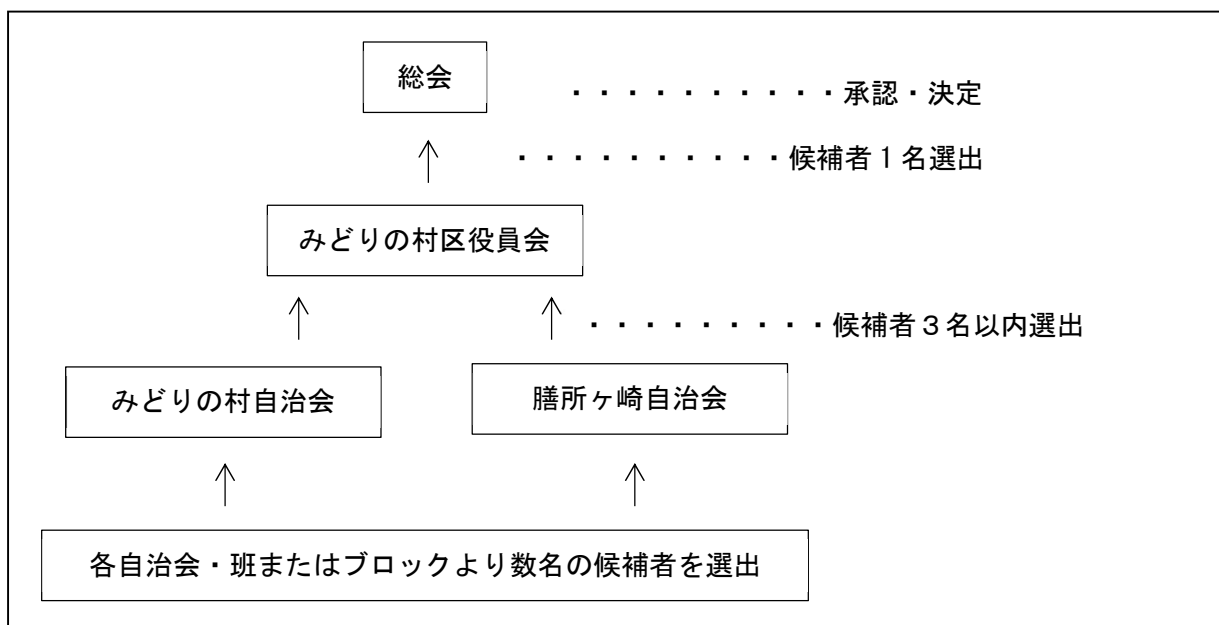 総会
・・・・・・・・・・承認・決定
・・・・・・・・・・候補者1名選出
みどりの村区役員会
・・・・・・・・・候補者3名以内選出
みどりの村自治会
膳所ヶ崎自治会
各自治会・班またはブロックより数名の候補者を選出